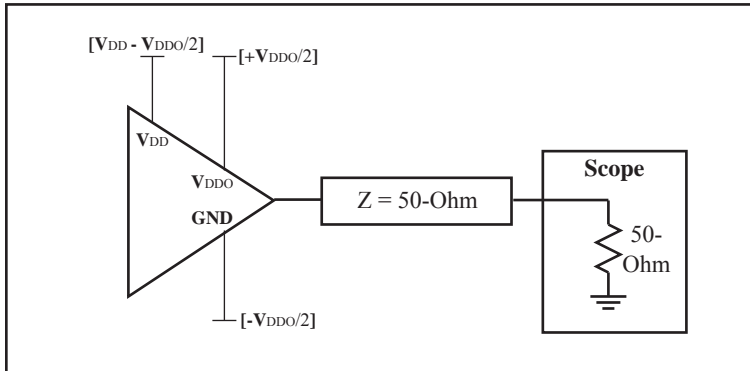 [VDD - VDDO/2]
[+VDDO/2]
VDD
VDDO
GND
Z = 50-Ohm
Scope
50-
Ohm
[-VDDO/2]